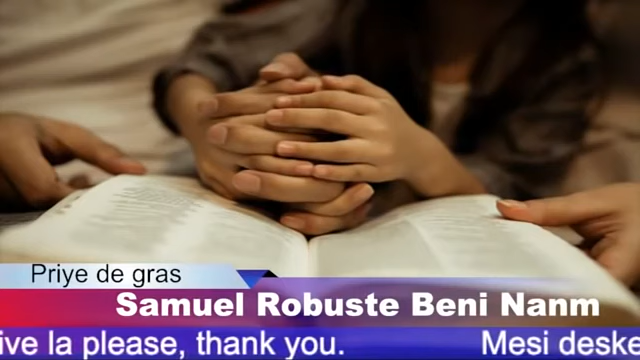 Priye de gras
Samuel Robuste Beni Nanm
ive la please, thank you. Mesi deske